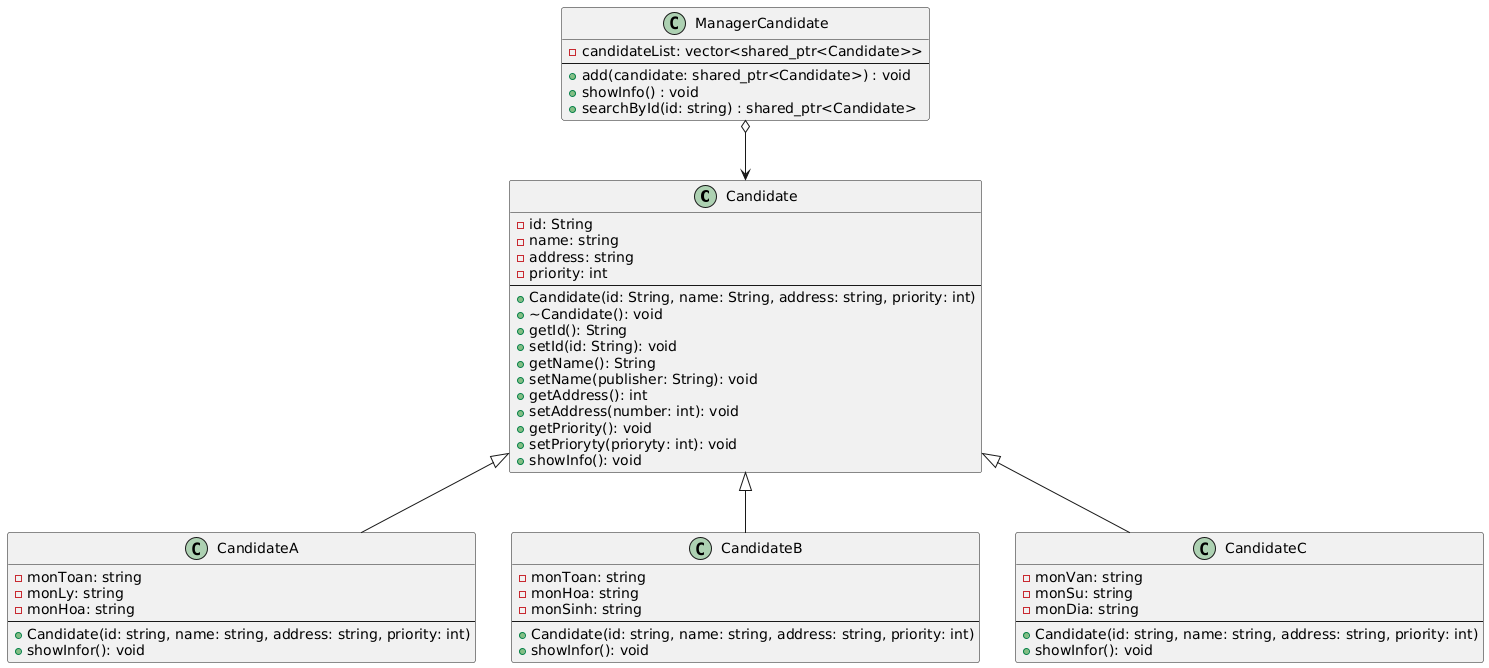 C ManagerCandidate
candidateList: vector<shared_ptr<Candidate>>
add(candidate: shared_ptr<Candidate>) : void
showInfo() : void
searchById(id: string) : shared_ptr<Candidate>
C Candidate
id: String
name: string
address: string
priority: int
Candidate(id: String, name: String, address: string, priority: int)
~Candidate(): void
getId(): String
setId(id: String): void
getName(): String
setName(publisher: String): void
getAddress(): int
setAddress(number: int): void
getPriority(): void
setPrioryty(prioryty: int): void
showInfo(): void
C CandidateA
monToan: string
monLy: string
monHoa: string
Candidate(id: string, name: string, address: string, priority: int)
showInfor(): void
C CandidateB
monToan: string
monHoa: string
monSinh: string
Candidate(id: string, name: string, address: string, priority: int)
showInfor(): void
C CandidateC
monVan: string
monSu: string
monDia: string
Candidate(id: string, name: string, address: string, priority: int)
showInfor(): void